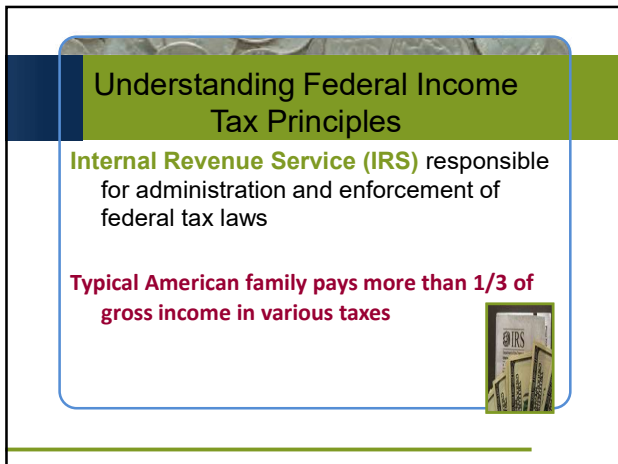 Understanding Federal Income
Tax Principles
Internal Revenue Service (IRS) responsible
for administration and enforcement of
federal tax laws
Typical American family pays more than 1/3 of
gross income in various taxes
IRS